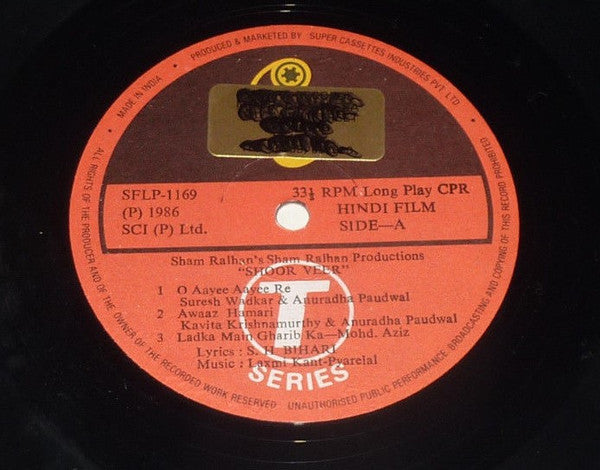 MADE IN INDIA • PRODUCED & MARKETED BY • SUPER CASSETTES INDUSTRIES PVT. LTD.
SFLP-1169
(P) 1986
SCI (P) Ltd.
33⅓ RPM Long Play CPR
HINDI FILM
SIDE—A
Sham Ralhan's Sham Ralhan Productions
"SHOOR VEER"
1 O Aayee Aayee Re
Suresh Wadkar & Anuradha Paudwal
2 Awaaz Hamari
Kavita Krishnamurthy & Anuradha Paudwal
3 Ladka Main Gharib Ka—Mohd. Aziz
Lyrics : S. H. BIHARI
Music : Laxmi Kant-Pyarelal
T
SERIES
ALL RIGHTS OF THE PRODUCER AND OF THE OWNER OF THE RECORDED WORK RESERVED
UNAUTHORISED PUBLIC PERFORMANCE, BROADCASTING AND COPYING OF THIS RECORD PROHIBITED